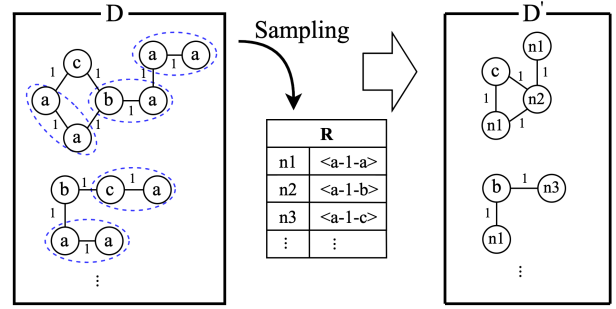 D
D'
Sampling
a 1 a
c
1 1 1
a b 1 a
1 1
a
R
n1 <a-1-a>
n2 <a-1-b>
n3 <a-1-c>
⋮ ⋮
b 1 c 1 a
1
a 1 a
⋮
n1
c 1
1 1 n2
n1 1
b 1 n3
1
n1
⋮